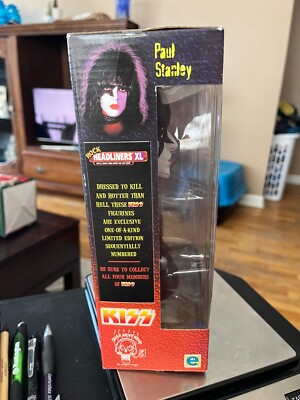 Paul
Stanley
ROCK
HEADLINERS XL
DRESSED TO KILL
AND HOTTER THAN
HELL THESE KISS
FIGURINES
ARE EXCLUSIVE
ONE-OF-A-KIND
LIMITED EDITION
SEQUENTIALLY
NUMBERED
BE SURE TO COLLECT
ALL FOUR MEMBERS
OF KISS
KISS
e